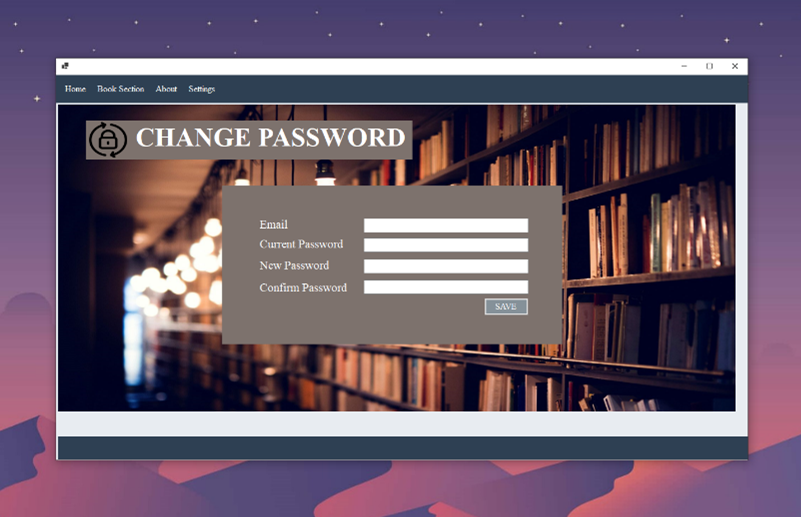 Home Book Section About Settings
CHANGE PASSWORD
Email
Current Password
New Password
Confirm Password
SAVE